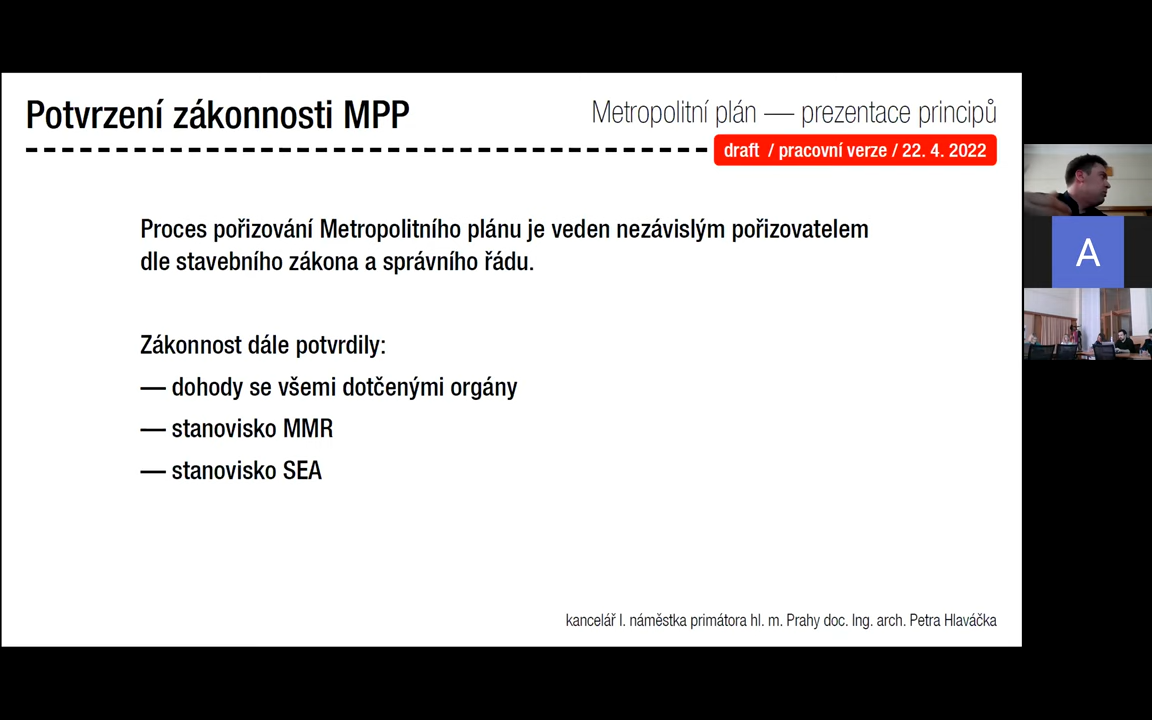 Potvrzení zákonnosti MPP
Metropolitní plán — prezentace principů
draft / pracovní verze / 22. 4. 2022
Proces pořizování Metropolitního plánu je veden nezávislým pořizovatelem
dle stavebního zákona a správního řádu.
Zákonnost dále potvrdily:
— dohody se všemi dotčenými orgány
— stanovisko MMR
— stanovisko SEA
kancelář I. náměstka primátora hl. m. Prahy doc. Ing. arch. Petra Hlaváčka
A